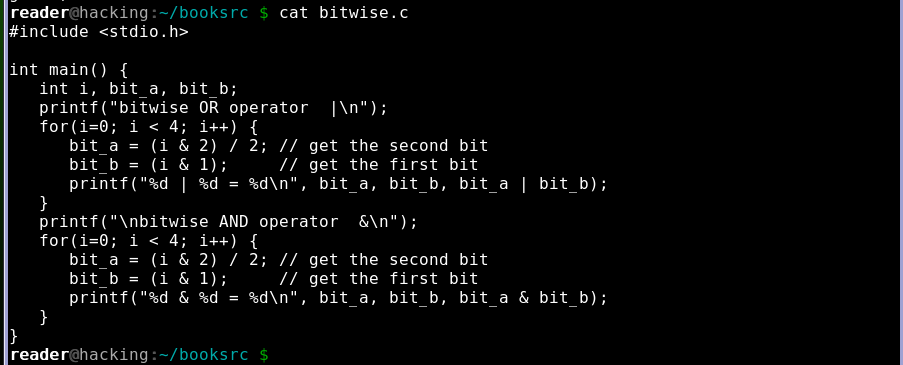 reader@hacking:~/booksrc $ cat bitwise.c
#include <stdio.h>

int main() {
   int i, bit_a, bit_b;
   printf("bitwise OR operator  |\n");
   for(i=0; i < 4; i++) {
      bit_a = (i & 2) / 2; // get the second bit
      bit_b = (i & 1);     // get the first bit
      printf("%d | %d = %d\n", bit_a, bit_b, bit_a | bit_b);
   }
   printf("\nbitwise AND operator  &\n");
   for(i=0; i < 4; i++) {
      bit_a = (i & 2) / 2; // get the second bit
      bit_b = (i & 1);     // get the first bit
      printf("%d & %d = %d\n", bit_a, bit_b, bit_a & bit_b);
   }
}
reader@hacking:~/booksrc $